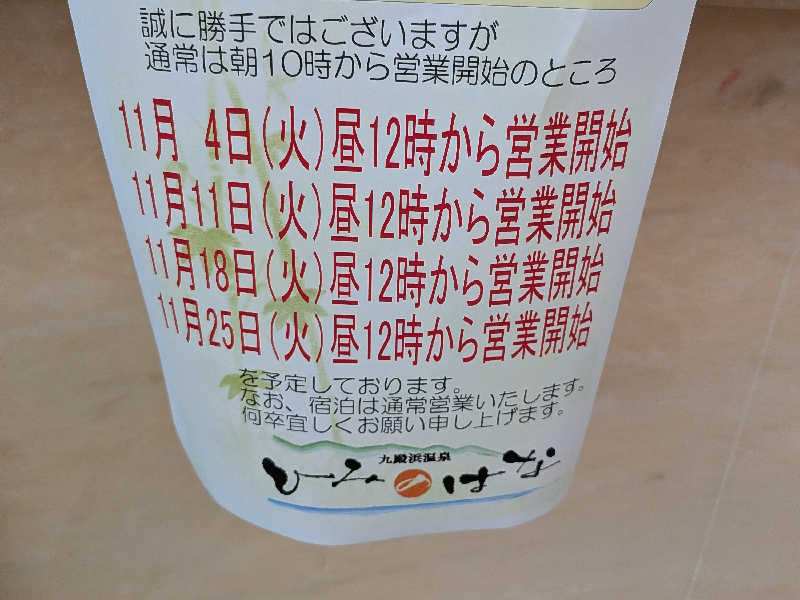 誠に勝手ではございますが
通常は朝10時から営業開始のところ
11月 4日(火)昼12時から営業開始
11月11日(火)昼12時から営業開始
11月18日(火)昼12時から営業開始
11月25日(火)昼12時から営業開始
を予定しております。
なお、宿泊は通常営業いたします。
何卒宜しくお願い申し上げます。
九殿浜温泉